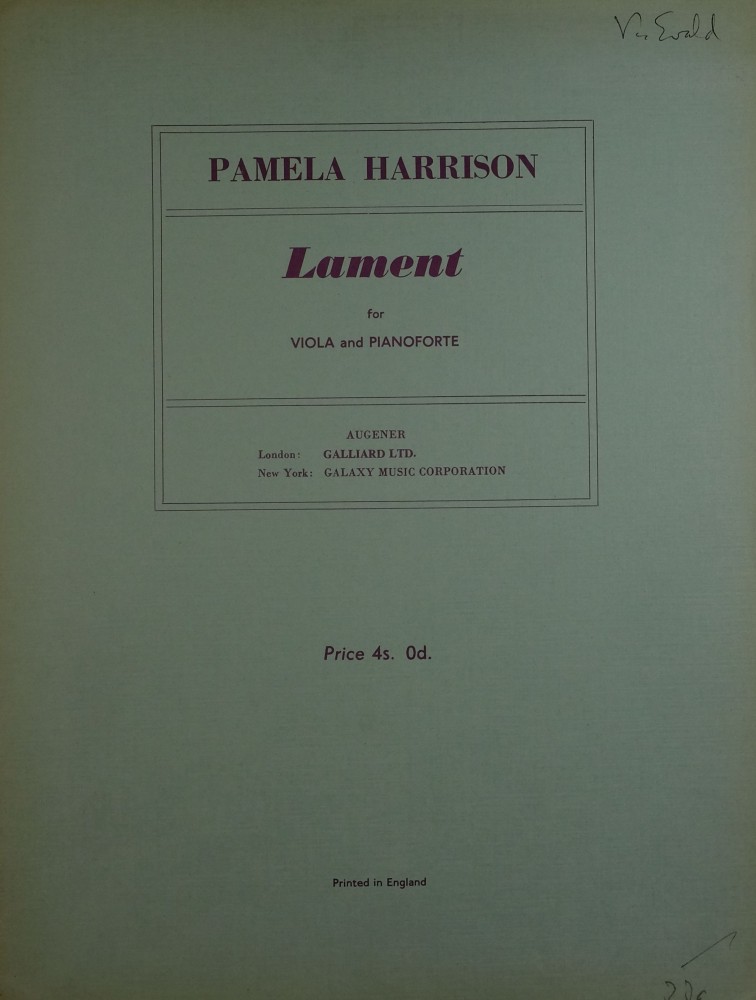 Ewald
PAMELA HARRISON
Lament
for
VIOLA and PIANOFORTE
AUGENER
London: GALLIARD LTD.
New York: GALAXY MUSIC CORPORATION
Price 4s. 0d.
Printed in England